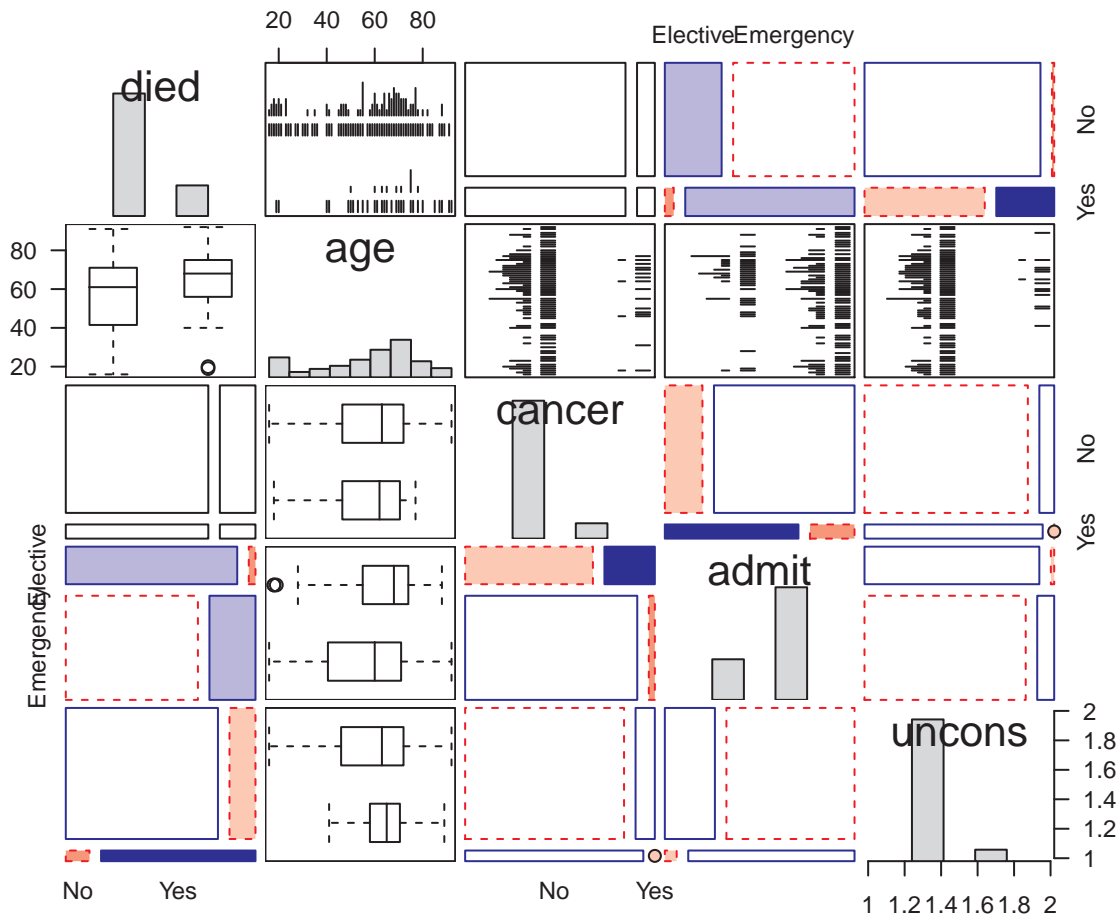 20 40 60 80
Elective Emergency
died
No
Yes
age
80
60
40
20
cancer
No
Yes
admit
Elective
Emergency
uncons
2
1.8
1.6
1.4
1.2
1
No Yes
No Yes
1 1.2 1.4 1.6 1.8 2